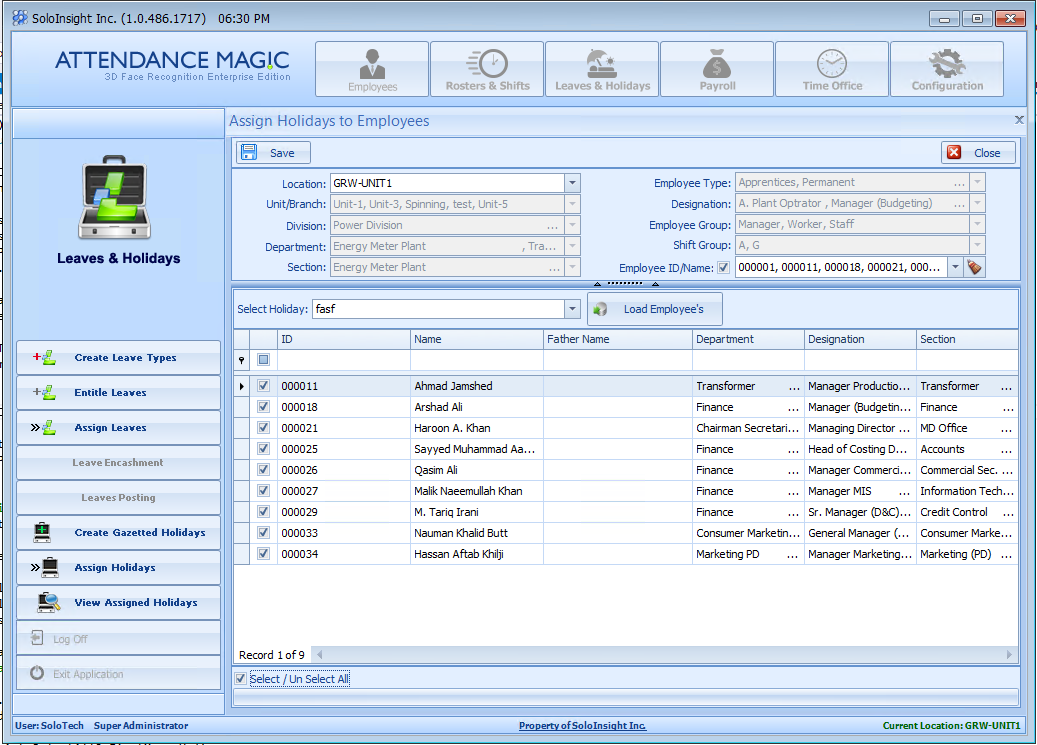 SoloInsight Inc. (1.0.486.1717) 06:30 PM
ATTENDANCE MAGIC
3D Face Recognition Enterprise Edition
Employees
Rosters & Shifts
Leaves & Holidays
Payroll
Time Office
Configuration
Assign Holidays to Employees
Save
Close
Location: GRW-UNIT1
Unit/Branch: Unit-1, Unit-3, Spinning, test, Unit-5
Division: Power Division ...
Department: Energy Meter Plant , Tra...
Section: Energy Meter Plant ...
Employee Type: Apprentices, Permanent ...
Designation: A. Plant Optrator , Manager (Budgeting) ...
Employee Group: Manager, Worker, Staff
Shift Group: A, G
Employee ID/Name: 000001, 000011, 000018, 000021, 000...
Leaves & Holidays
Create Leave Types
Entitle Leaves
Assign Leaves
Leave Encashment
Leaves Posting
Create Gazetted Holidays
Assign Holidays
View Assigned Holidays
Log Off
Exit Application
Select Holiday: fasf
Load Employee's
ID Name Father Name Department Designation Section
000011 Ahmad Jamshed Transformer ... Manager Productio... Transformer ...
000018 Arshad Ali Finance ... Manager (Budgetin... Finance ...
000021 Haroon A. Khan Chairman Secretari... Managing Director ... MD Office ...
000025 Sayyed Muhammad Aa... Finance ... Head of Costing D... Accounts ...
000026 Qasim Ali Finance ... Manager Commerci... Commercial Sec. ...
000027 Malik Naeemullah Khan Finance ... Manager MIS ... Information Tech...
000029 M. Tariq Irani Finance ... Sr. Manager (D&C)... Credit Control ...
000033 Nauman Khalid Butt Consumer Marketin... General Manager (... Consumer Marke...
000034 Hassan Aftab Khilji Marketing PD ... Manager Marketing... Marketing (PD) ...
Record 1 of 9
Select / Un Select All
User: SoloTech Super Administrator
Property of SoloInsight Inc.
Current Location: GRW-UNIT1